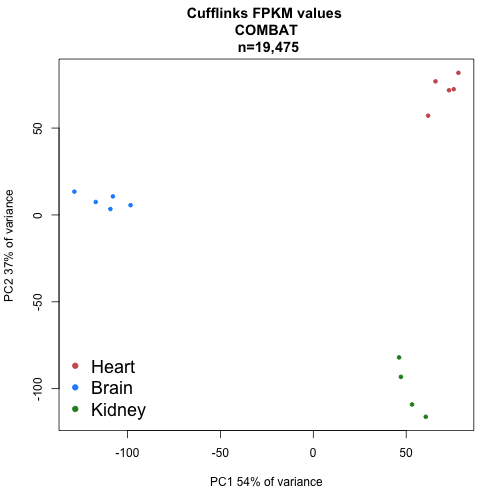 Cufflinks FPKM values
COMBAT
n=19,475
50
0
-50
-100
PC2 37% of variance
Heart
Brain
Kidney
-100 -50 0 50
PC1 54% of variance